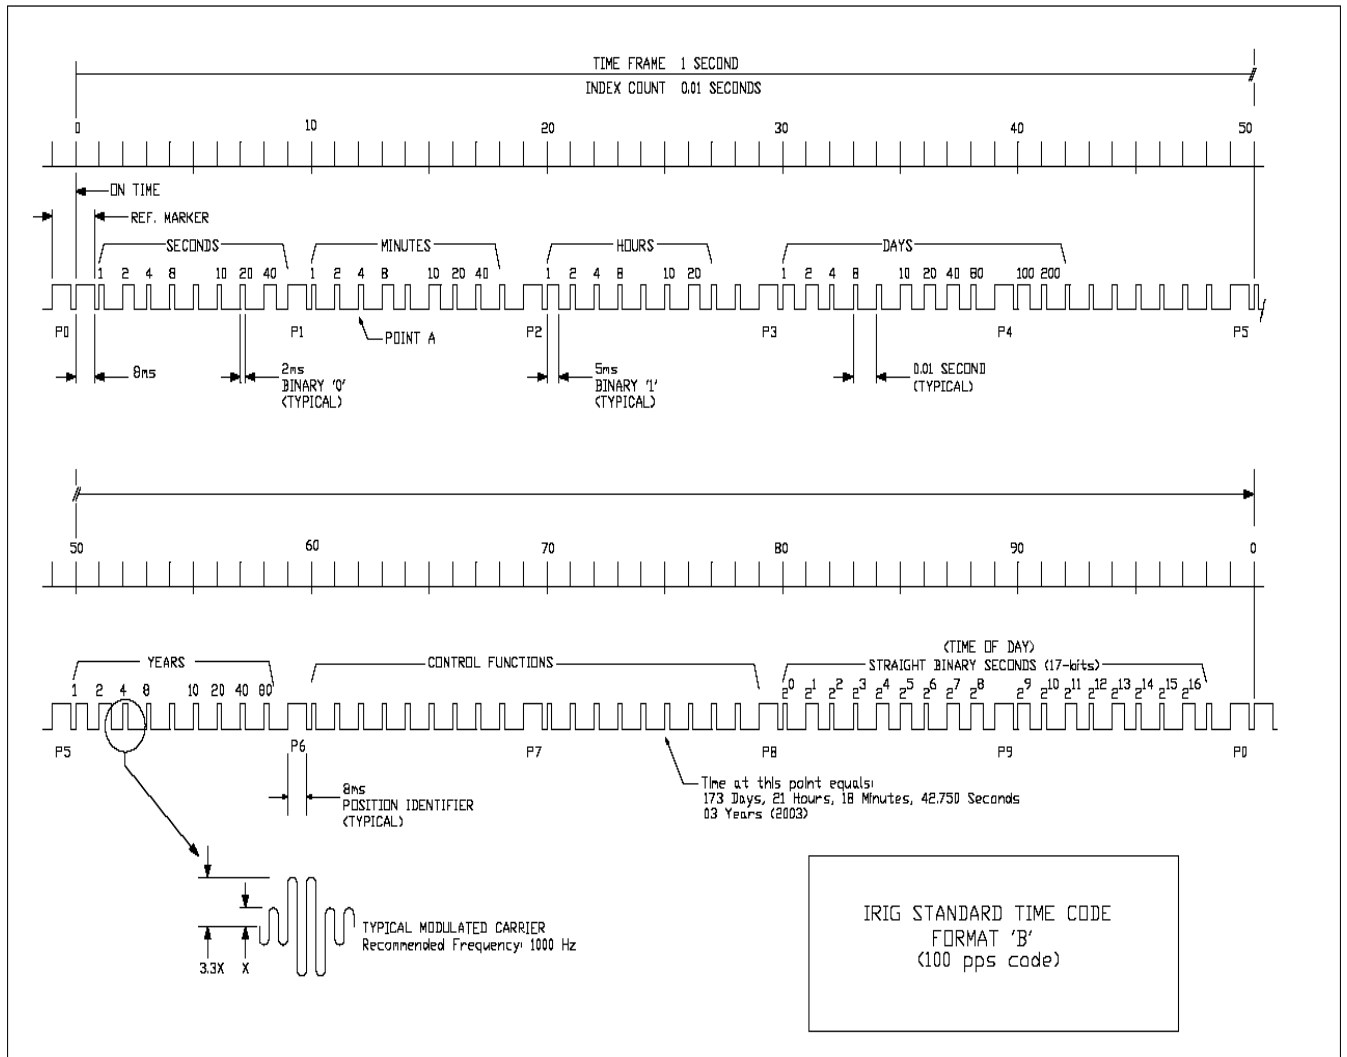 TIME FRAME 1 SECOND
INDEX COUNT 0.01 SECONDS
0 10 20 30 40 50
ON TIME
REF. MARKER
SECONDS MINUTES HOURS DAYS
1 2 4 8 10 20 40 1 2 4 8 10 20 40 1 2 4 8 10 20 1 2 4 8 10 20 40 80 100 200
P0 P1 P2 P3 P4 P5
POINT A
8ms
2ms
BINARY '0'
(TYPICAL)
5ms
BINARY '1'
(TYPICAL)
0.01 SECOND
(TYPICAL)
50 60 70 80 90 0
(TIME OF DAY)
YEARS CONTROL FUNCTIONS STRAIGHT BINARY SECONDS (17-bits)
1 2 4 8 10 20 40 80 2^0 2^1 2^2 2^3 2^4 2^5 2^6 2^7 2^8 2^9 2^10 2^11 2^12 2^13 2^14 2^15 2^16
P5 P6 P7 P8 P9 P0
8ms
POSITION IDENTIFIER
(TYPICAL)
Time at this point equals:
173 Days, 21 Hours, 18 Minutes, 42.750 Seconds
03 Years (2003)
TYPICAL MODULATED CARRIER
Recommended Frequency: 1000 Hz
3.3X X
IRIG STANDARD TIME CODE
FORMAT 'B'
(100 pps code)